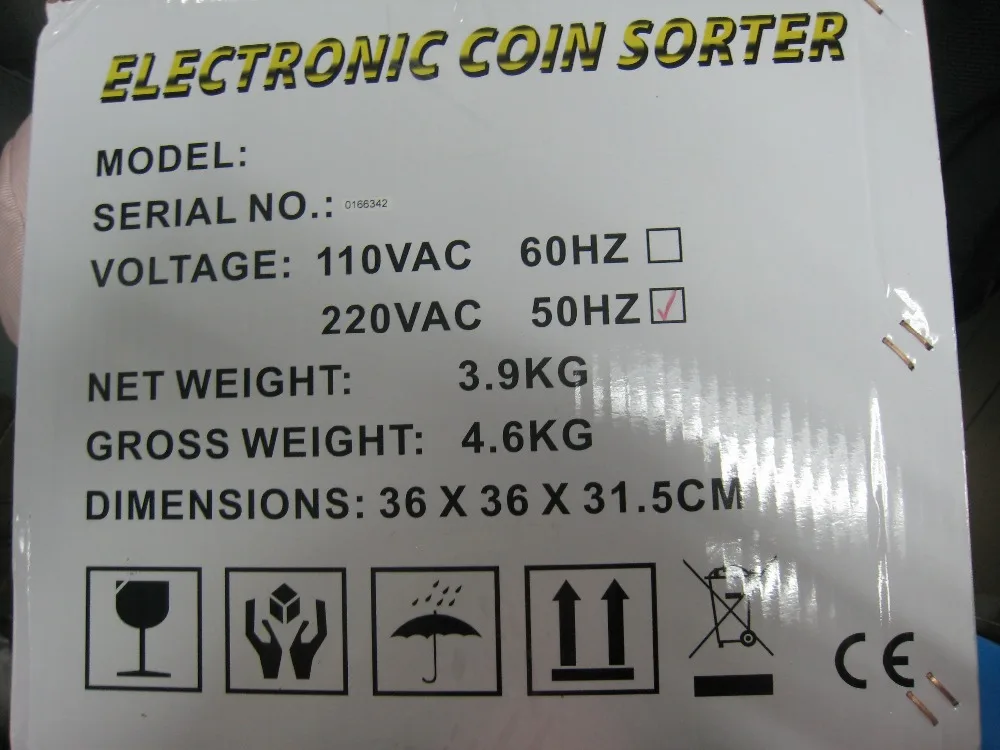 ELECTRONIC COIN SORTER
MODEL:
SERIAL NO.: 0166342
VOLTAGE: 110VAC 60HZ
220VAC 50HZ
NET WEIGHT: 3.9KG
GROSS WEIGHT: 4.6KG
DIMENSIONS: 36 X 36 X 31.5CM
CE